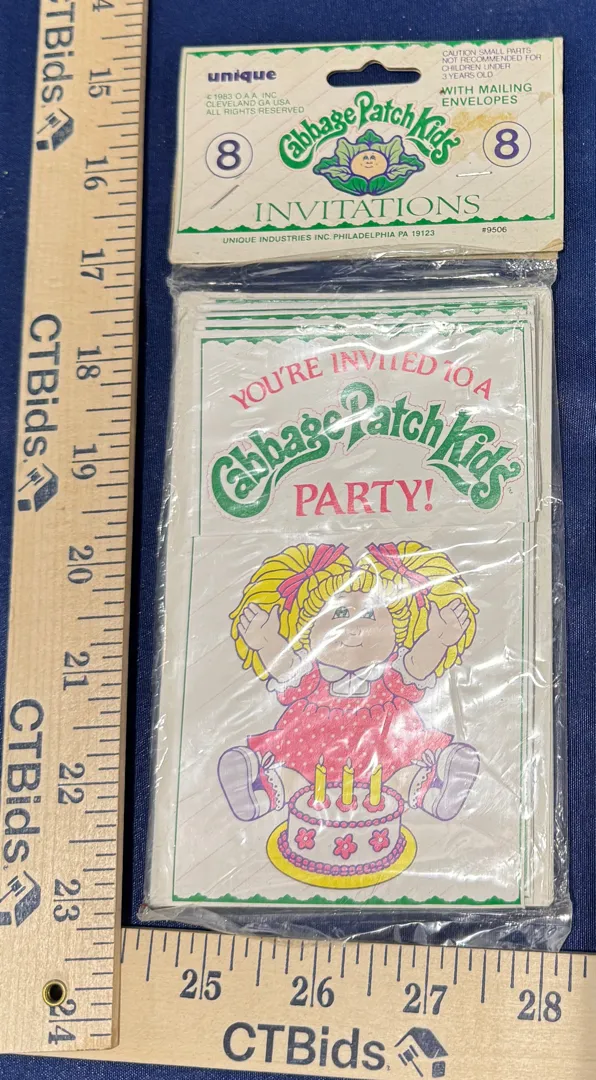 unique
©1983 O.A.A. INC.
CLEVELAND GA USA
ALL RIGHTS RESERVED
CAUTION SMALL PARTS
NOT RECOMMENDED FOR
CHILDREN UNDER
3 YEARS OLD
WITH MAILING
ENVELOPES
8
Cabbage Patch Kids
8
INVITATIONS
UNIQUE INDUSTRIES INC. PHILADELPHIA PA 19123
#9506
YOU'RE INVITED TO A
Cabbage Patch Kids
PARTY!
CTBids
15
16
17
CTBids
18
19
20
21
CTBids
22
23
24
25
26
27
28
CTBids